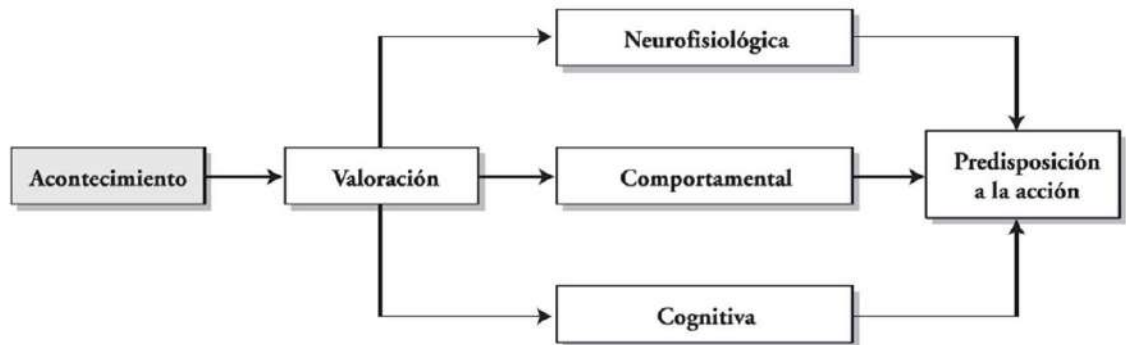 Neurofisiológica
Acontecimiento
Valoración
Comportamental
Predisposición
a la acción
Cognitiva